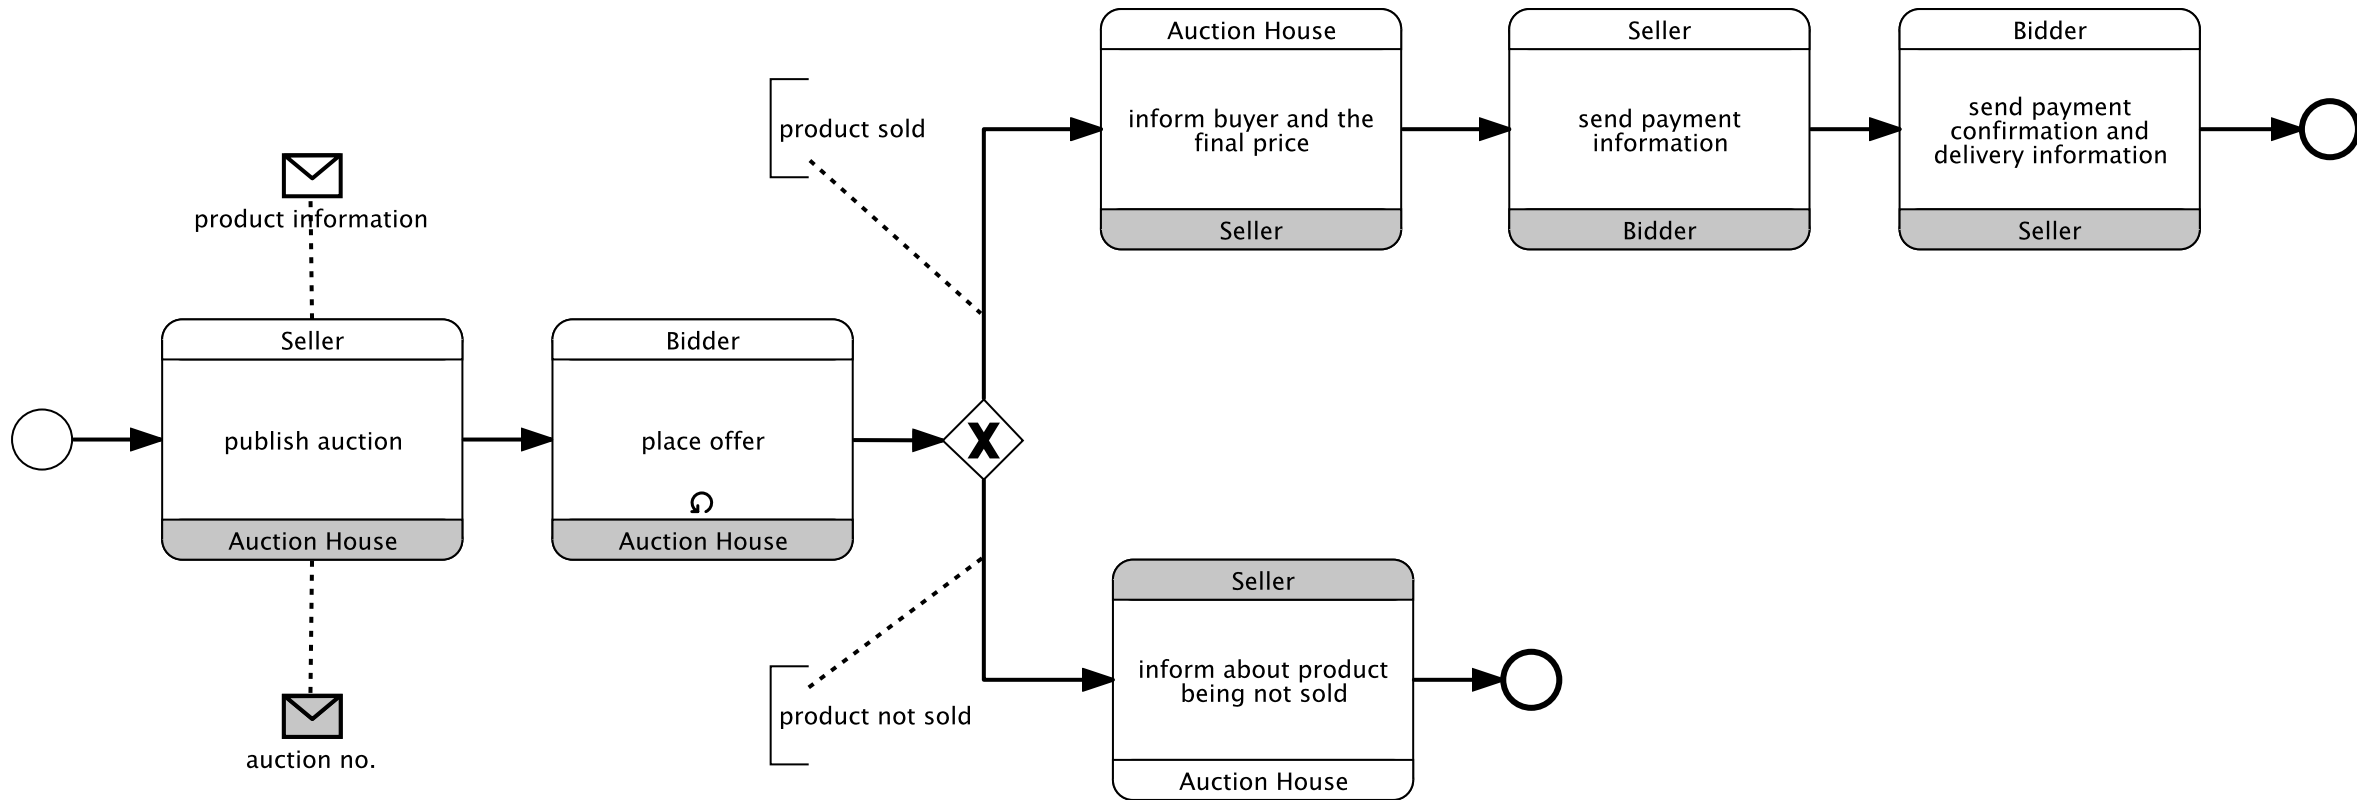 product information
Seller
publish auction
Auction House
auction no.
Bidder
place offer
Auction House
X
product sold
product not sold
Auction House
inform buyer and the
final price
Seller
Seller
send payment
information
Bidder
Bidder
send payment
confirmation and
delivery information
Seller
Seller
inform about product
being not sold
Auction House